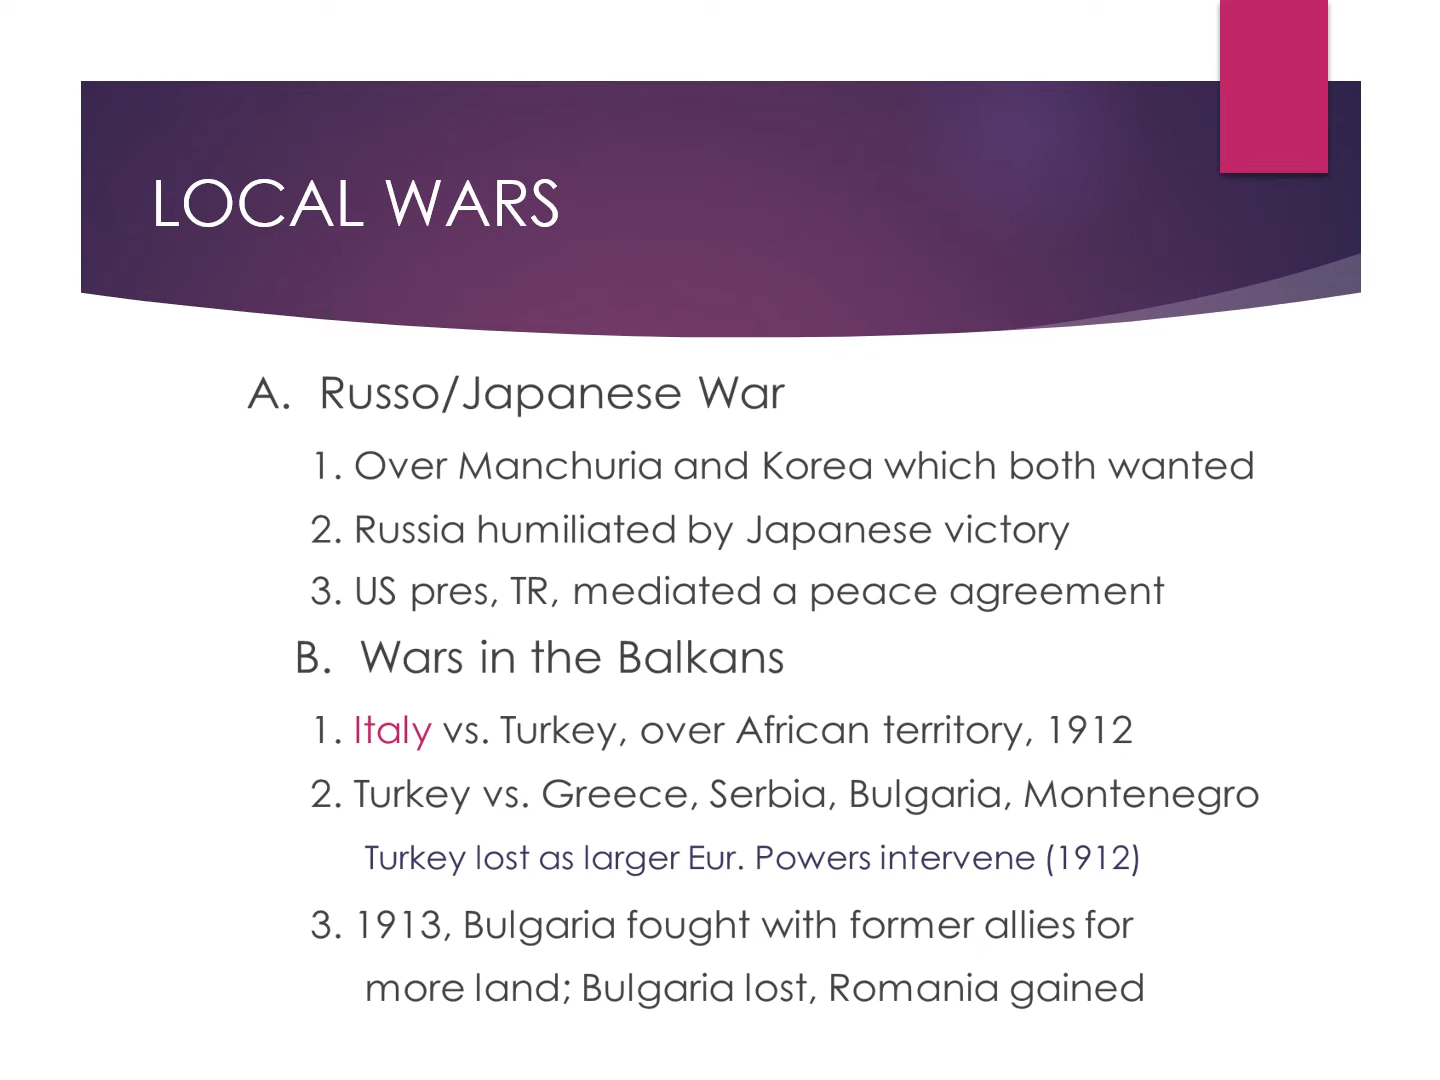 LOCAL WARS
A. Russo/Japanese War
1. Over Manchuria and Korea which both wanted
2. Russia humiliated by Japanese victory
3. US pres, TR, mediated a peace agreement
B. Wars in the Balkans
1. Italy vs. Turkey, over African territory, 1912
2. Turkey vs. Greece, Serbia, Bulgaria, Montenegro
Turkey lost as larger Eur. Powers intervene (1912)
3. 1913, Bulgaria fought with former allies for
more land; Bulgaria lost, Romania gained